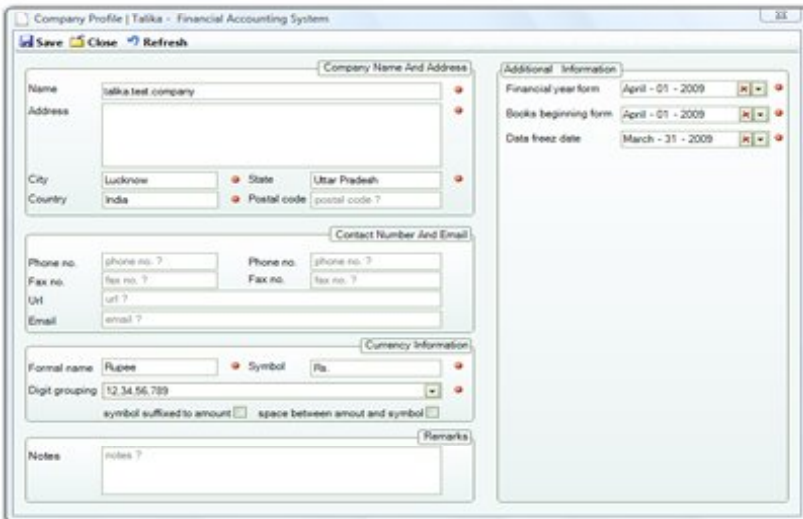 Company Profile | Talika - Financial Accounting System
Save Close Refresh
Company Name And Address
Name talika.test.company
Address
City Lucknow State Uttar Pradesh
Country India Postal code postal code ?
Contact Number And Email
Phone no. phone no. ? Phone no. phone no. ?
Fax no. fax no. ? Fax no. fax no. ?
Url url ?
Email email ?
Currency Information
Formal name Rupee Symbol Rs.
Digit grouping 12,34,56,789
symbol suffixed to amount space between amout and symbol
Remarks
Notes notes ?
Additional Information
Financial year form April - 01 - 2009
Books beginning form April - 01 - 2009
Data freez date March - 31 - 2009